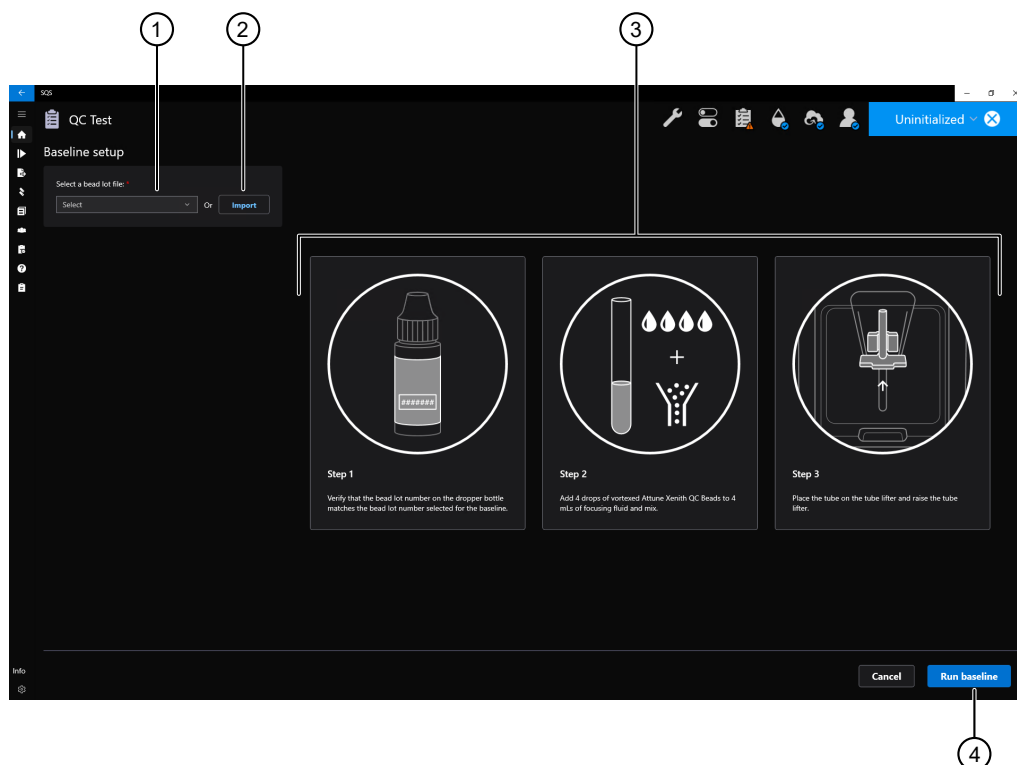 1
2
3
SQS
QC Test
Uninitialized
Baseline setup
Select a bead lot file: *
Select
Or
Import
#######
+
Step 1
Verify that the bead lot number on the dropper bottle
matches the bead lot number selected for the baseline.
Step 2
Add 4 drops of vortexed Attune Xenith QC Beads to 4
mLs of focusing fluid and mix.
Step 3
Place the tube on the tube lifter and raise the tube
lifter.
Info
Cancel
Run baseline
4